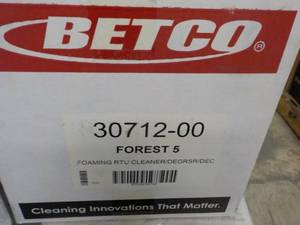 BETCO®
30712-00
FOREST 5
FOAMING RTU CLEANER/DEGRSR/DEC
Cleaning Innovations That Matter.